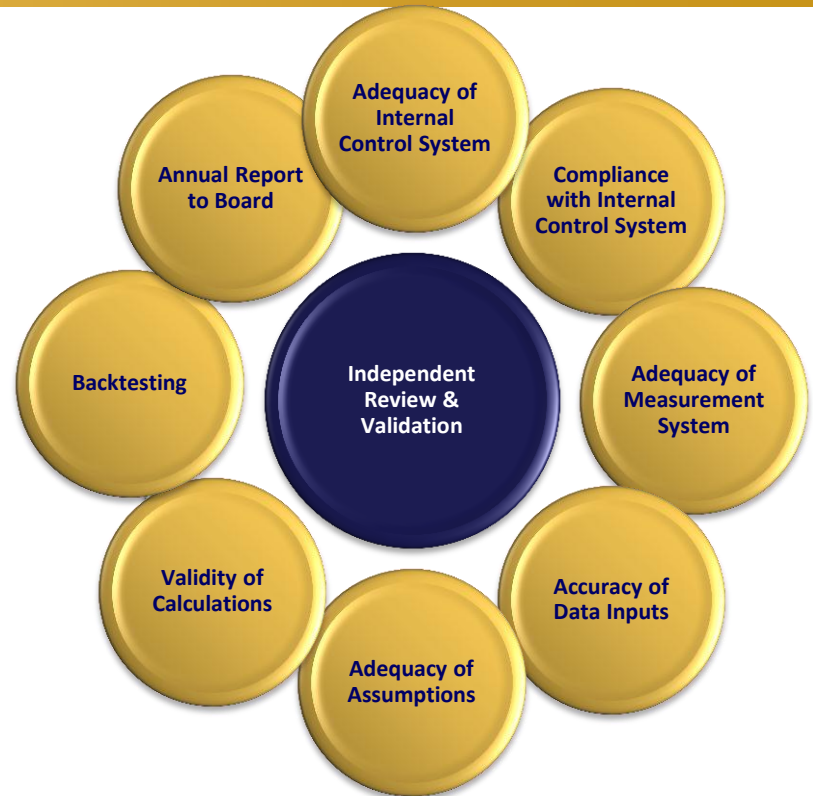 Adequacy of
Internal
Control System
Compliance
with Internal
Control System
Adequacy of
Measurement
System
Accuracy of
Data Inputs
Adequacy of
Assumptions
Validity of
Calculations
Backtesting
Annual Report
to Board
Independent
Review &
Validation